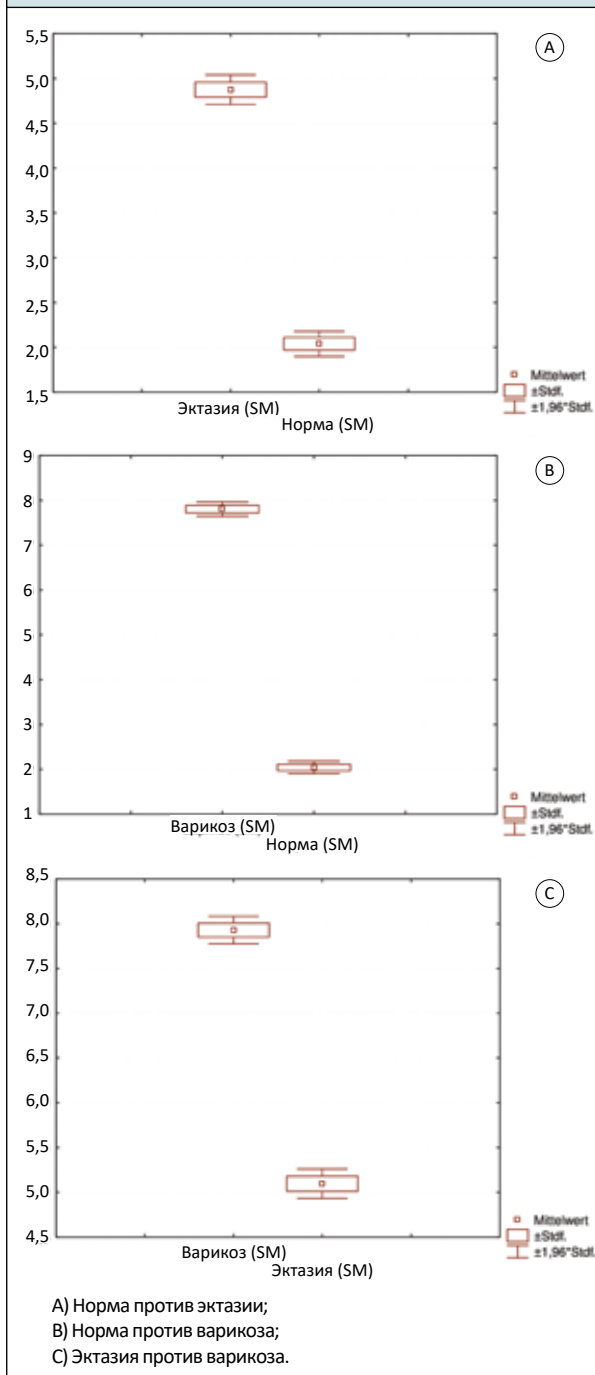 5,5
A
5,0
4,5
4,0
3,5
3,0
2,5
2,0
1,5
Mittelwert
±Stdf.
±1,96*Stdf.
Эктазия (SM)
Норма (SM)
9
B
8
7
6
5
4
3
2
1
Mittelwert
±Stdf.
±1,96*Stdf.
Варикоз (SM)
Норма (SM)
8,5
C
8,0
7,5
7,0
6,5
6,0
5,5
5,0
4,5
Mittelwert
±Stdf.
±1,96*Stdf.
Варикоз (SM)
Эктазия (SM)
A) Норма против эктазии;
B) Норма против варикоза;
C) Эктазия против варикоза.